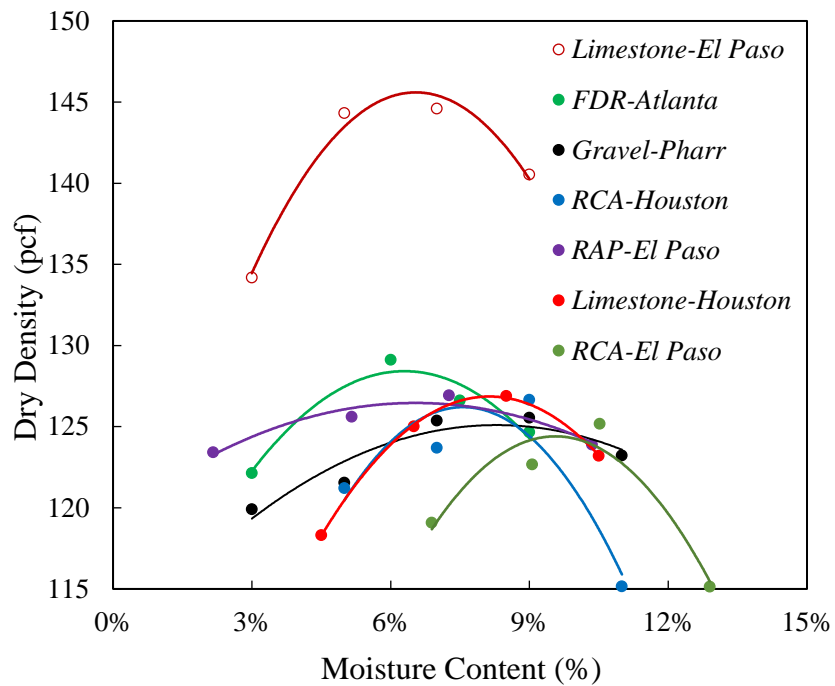 150
145
140
135
130
125
120
115
Dry Density (pcf)
Limestone-El Paso
FDR-Atlanta
Gravel-Pharr
RCA-Houston
RAP-El Paso
Limestone-Houston
RCA-El Paso
0% 3% 6% 9% 12% 15%
Moisture Content (%)